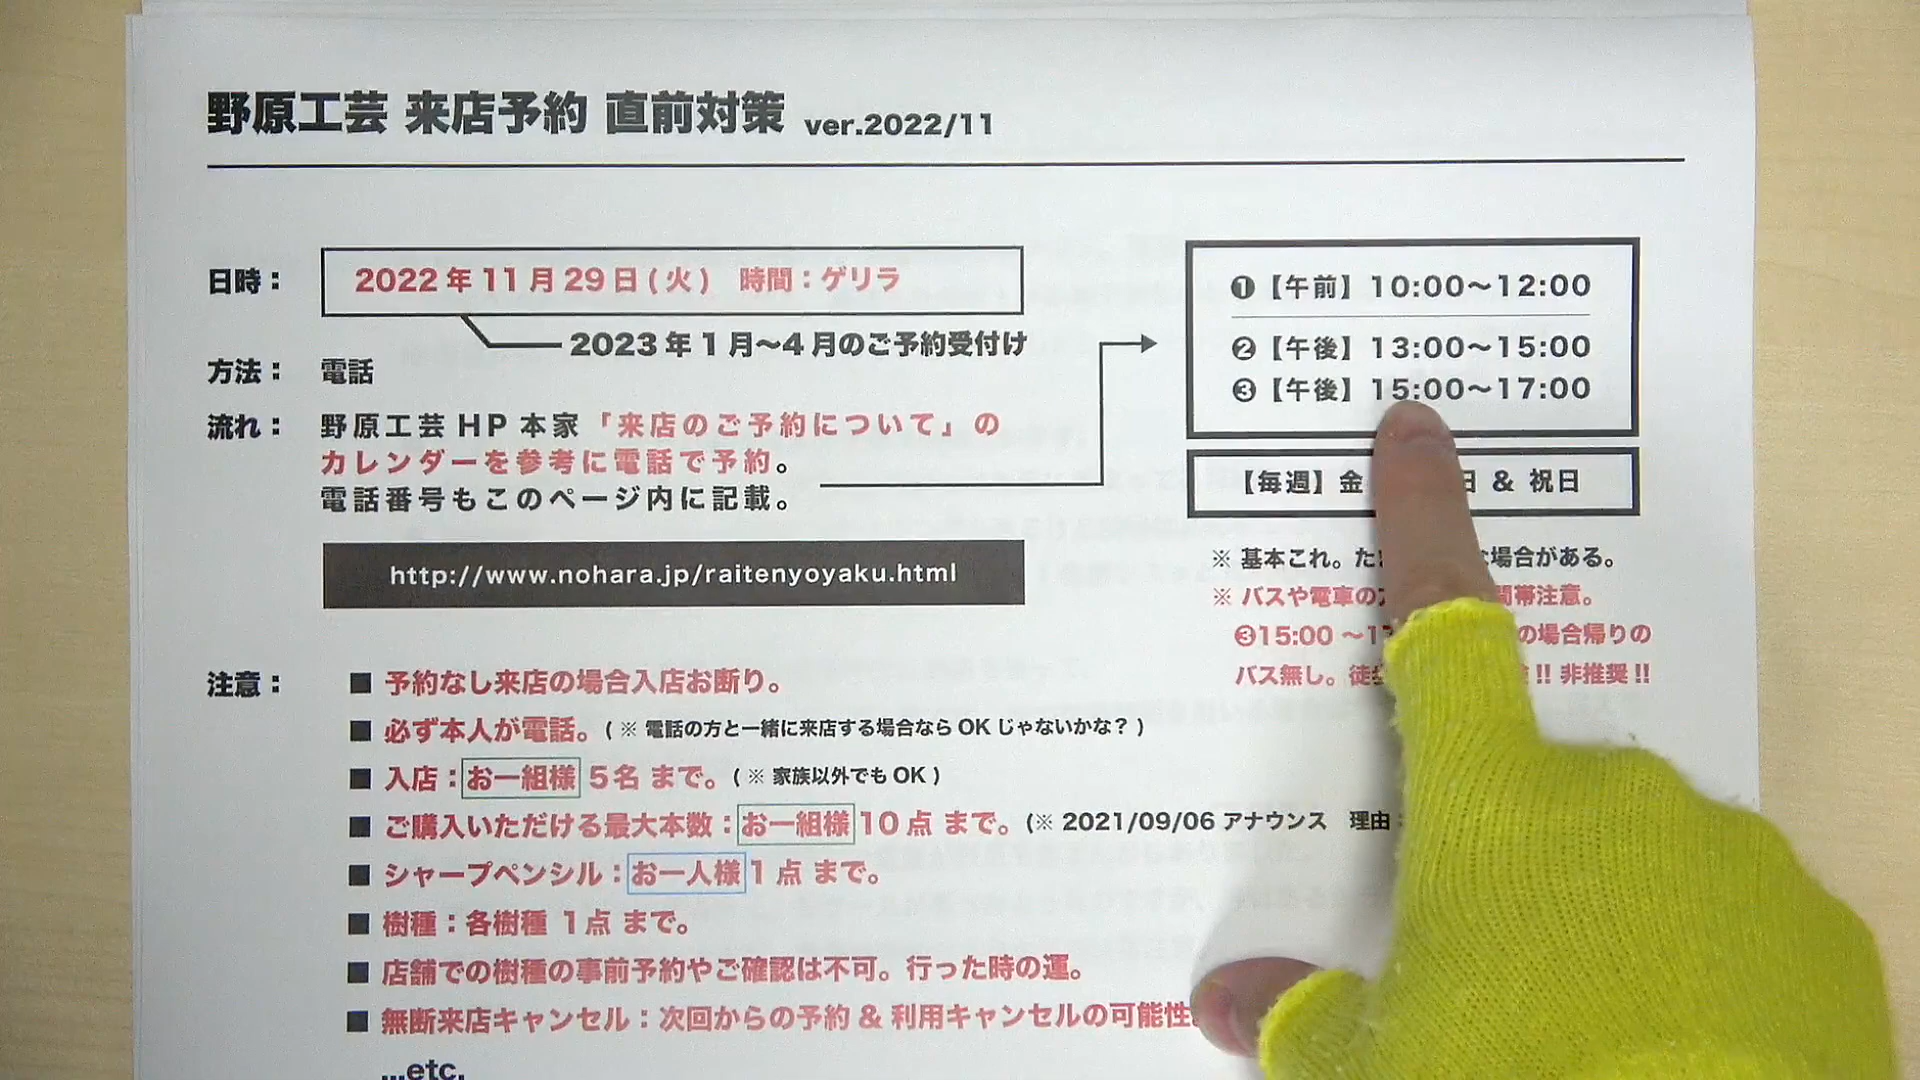 野原工芸 来店予約 直前対策 ver.2022/11
日時： 2022年11月29日(火) 時間：ゲリラ
2023年1月〜4月のご予約受付け
方法： 電話
流れ： 野原工芸HP本家「来店のご予約について」の
カレンダーを参考に電話で予約。
電話番号もこのページ内に記載。
http://www.nohara.jp/raitenyoyaku.html
❶【午前】10:00〜12:00
❷【午後】13:00〜15:00
❸【午後】15:00〜17:00
【毎週】金 日 & 祝日
※ 基本これ。た な場合がある。
※ バスや電車の 間帯注意。
❸15:00 〜1 の場合帰りの
バス無し。徒 !! 非推奨 !!
注意： ■ 予約なし来店の場合入店お断り。
■ 必ず本人が電話。( ※ 電話の方と一緒に来店する場合なら OK じゃないかな？ )
■ 入店：お一組様 5名 まで。( ※ 家族以外でも OK )
■ ご購入いただける最大本数：お一組様 10点 まで。(※ 2021/09/06 アナウンス 理由：
■ シャープペンシル：お一人様 1点 まで。
■ 樹種：各樹種 1点 まで。
■ 店舗での樹種の事前予約やご確認は不可。行った時の運。
■ 無断来店キャンセル：次回からの予約 & 利用キャンセルの可能性。
...etc.